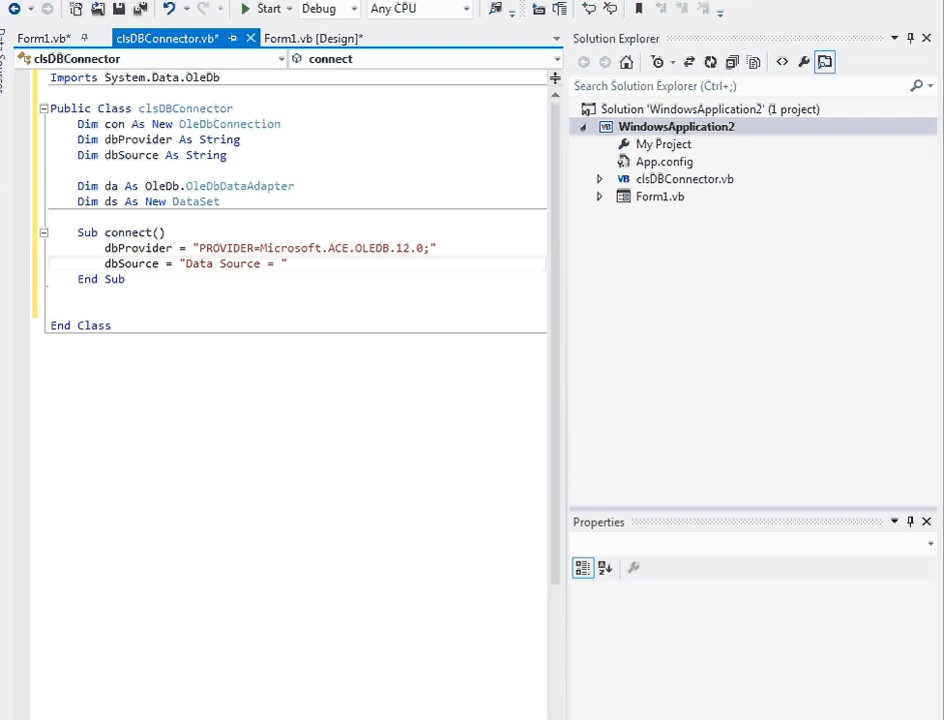 Start
Debug
Any CPU
Data Sources
Form1.vb*
clsDBConnector.vb*
Form1.vb [Design]*
clsDBConnector
connect
Imports System.Data.OleDb
Public Class clsDBConnector
Dim con As New OleDbConnection
Dim dbProvider As String
Dim dbSource As String
Dim da As OleDb.OleDbDataAdapter
Dim ds As New DataSet
Sub connect()
dbProvider = "PROVIDER=Microsoft.ACE.OLEDB.12.0;"
dbSource = "Data Source = "
End Sub
End Class
Solution Explorer
Search Solution Explorer (Ctrl+;)
Solution 'WindowsApplication2' (1 project)
WindowsApplication2
My Project
App.config
clsDBConnector.vb
Form1.vb
Properties